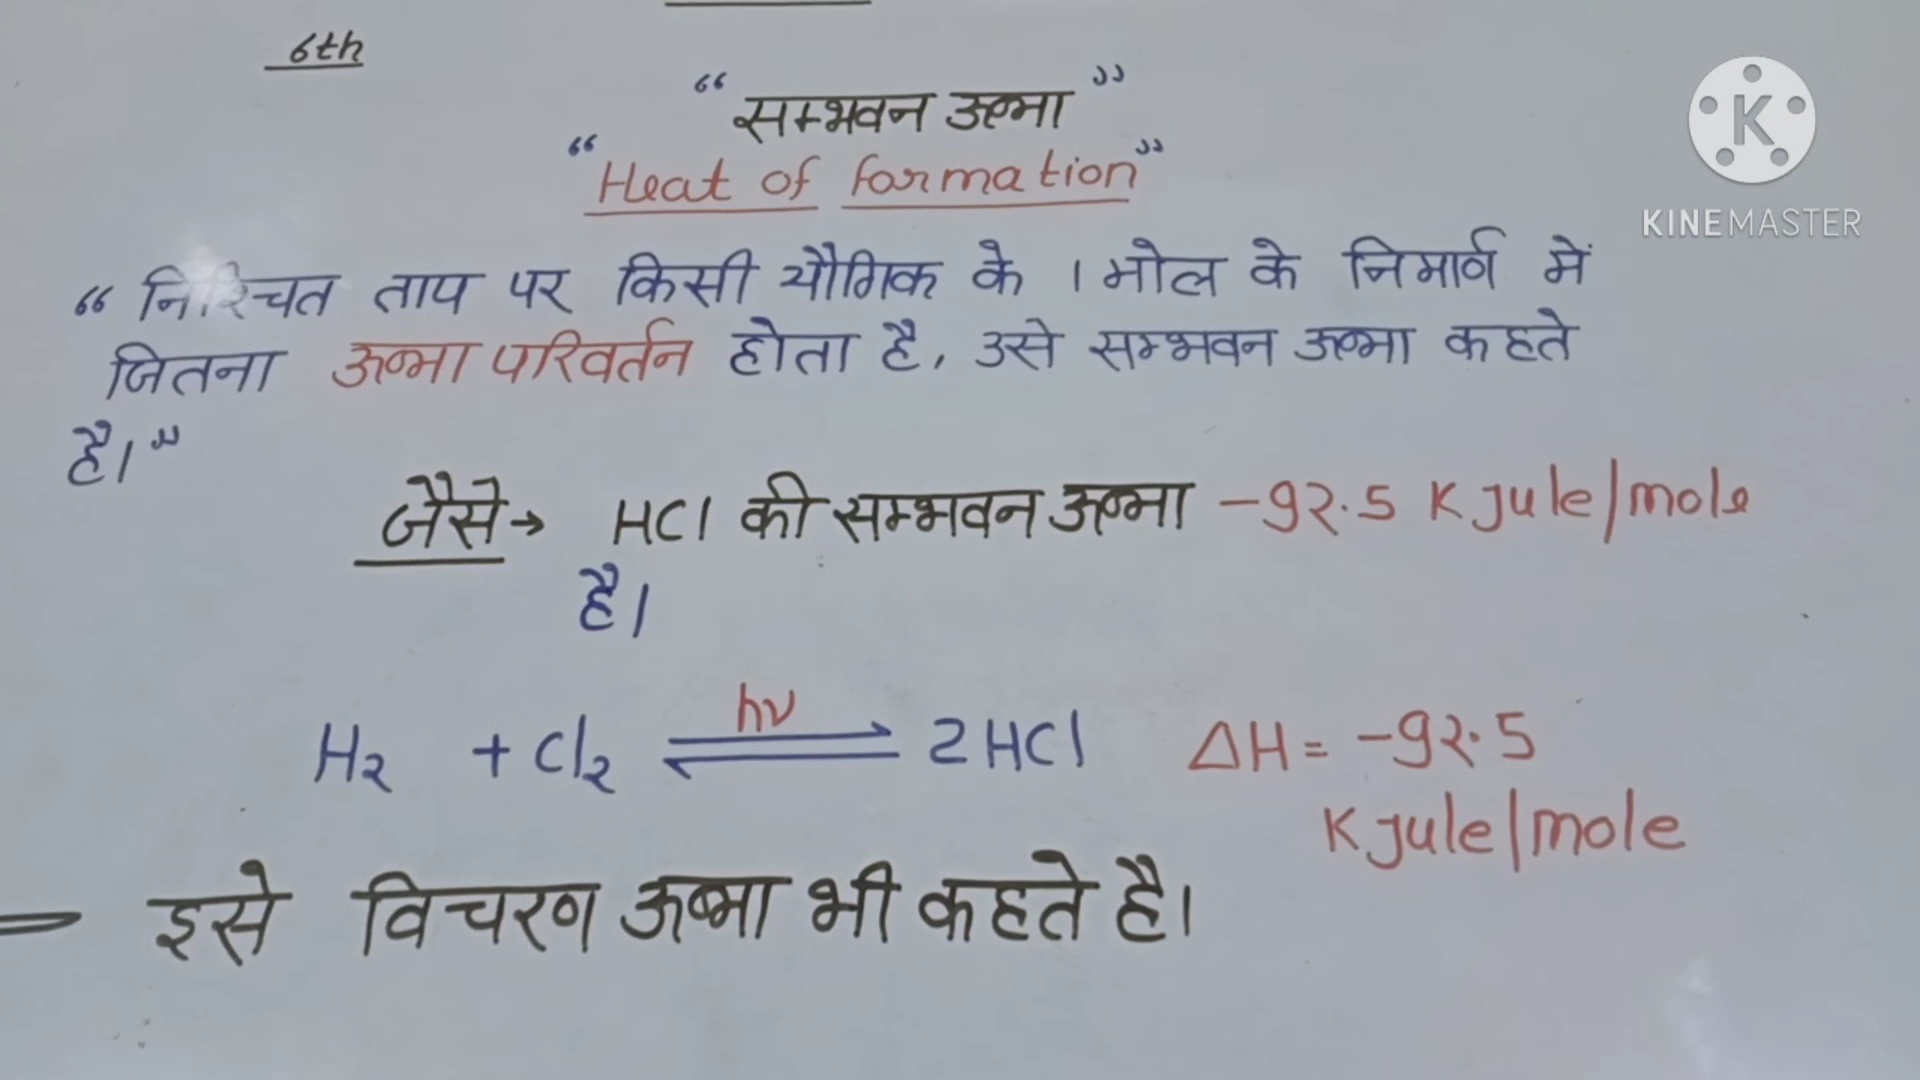 6th
“सम्भवन ऊष्मा”
“Heat of formation”
“ निश्चित ताप पर किसी यौगिक के 1 मोल के निमार्ण में
जितना ऊष्मा परिवर्तन होता है, उसे सम्भवन ऊष्मा कहते
है।”
जैसे→ HCl की सम्भवन ऊष्मा -92.5 KJule/mole
है।
H₂ + Cl₂ ⇌ 2HCl ΔH = -92.5
hν
KJule/mole
इसे विचरण ऊष्मा भी कहते है।
K
KINEMASTER